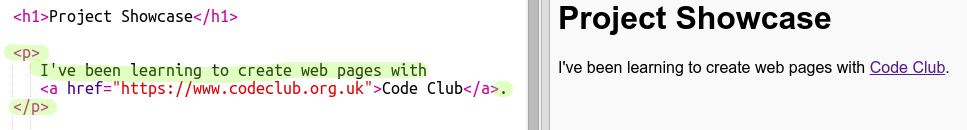 <h1>Project Showcase</h1>
<p>
I've been learning to create web pages with
<a href="https://www.codeclub.org.uk">Code Club</a>.
</p>
Project Showcase
I've been learning to create web pages with Code Club.